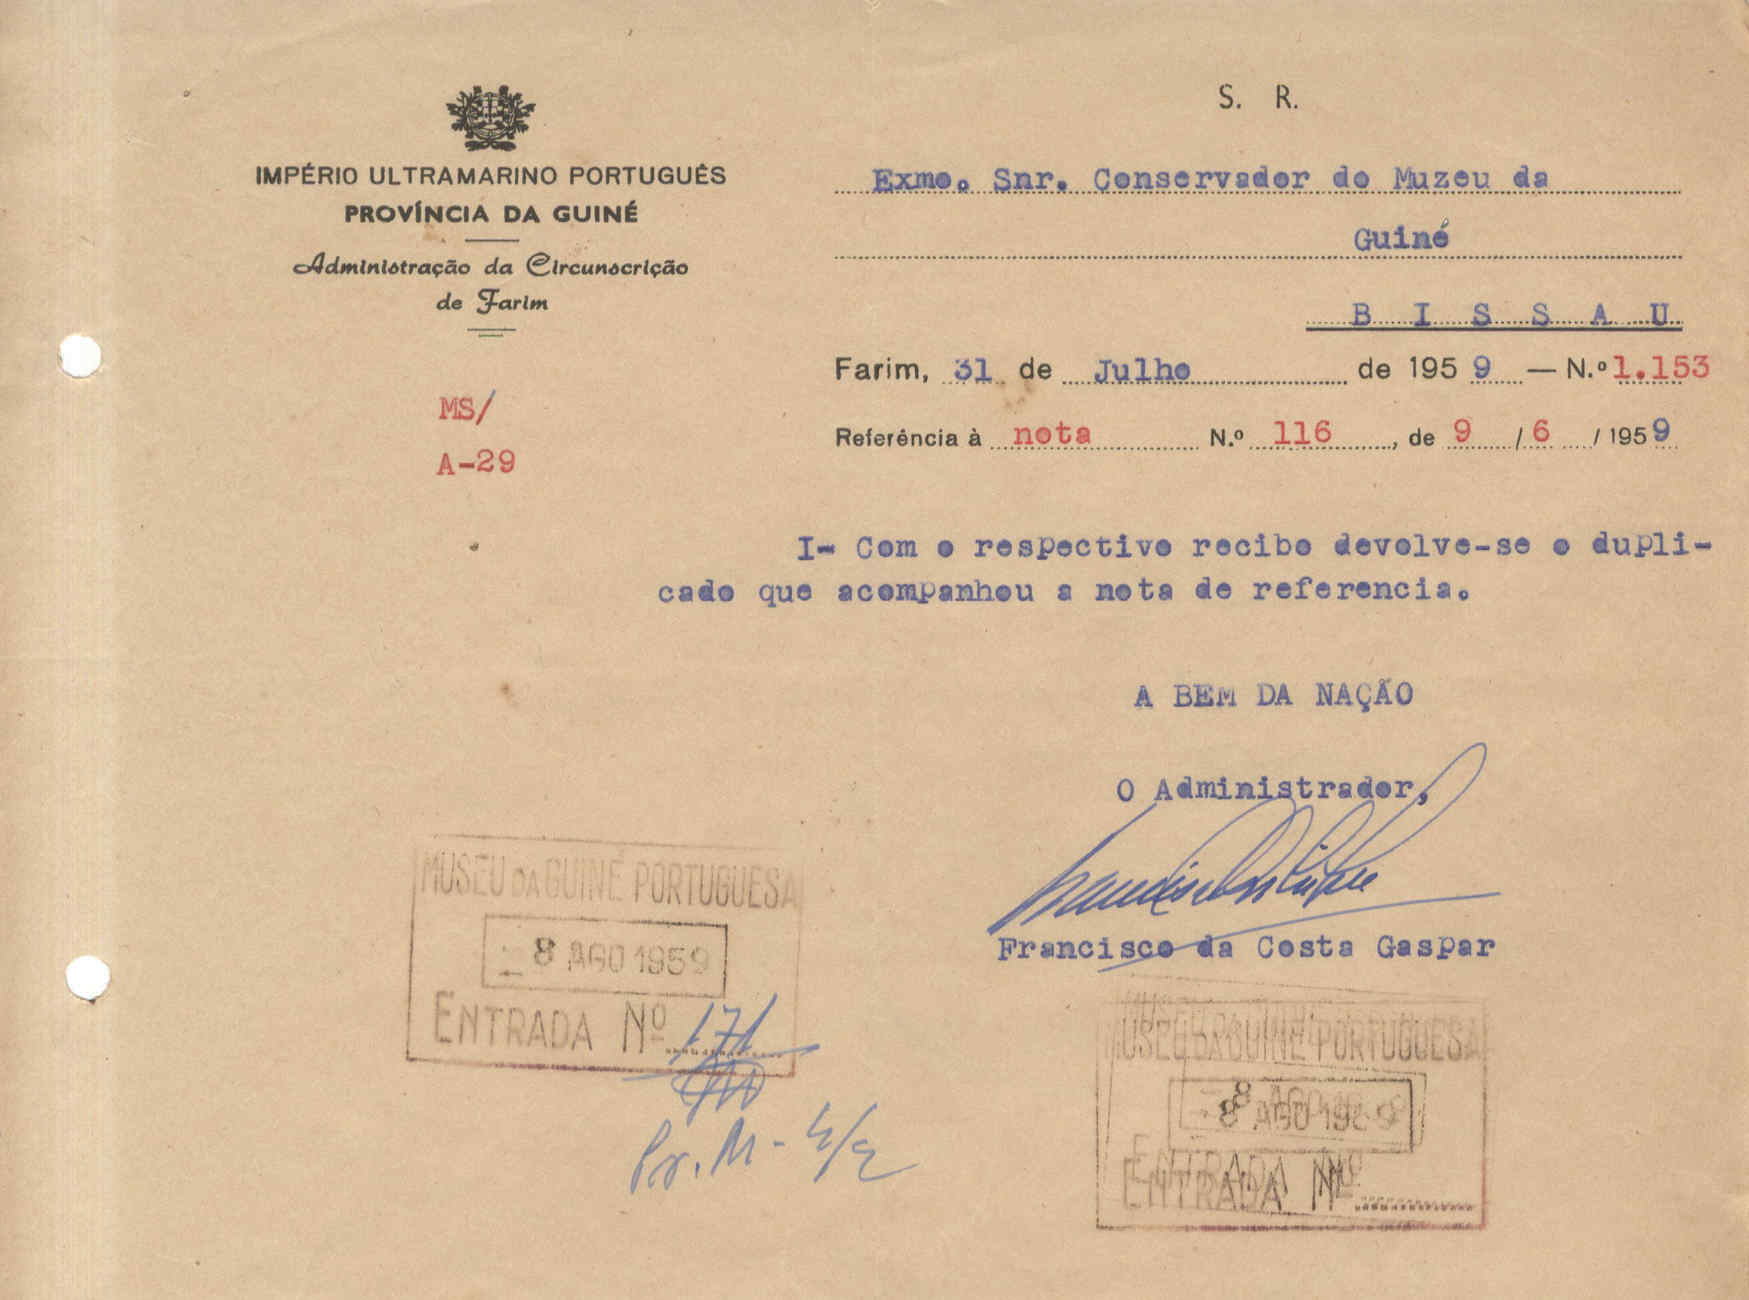 S. R.
IMPÉRIO ULTRAMARINO PORTUGUÊS
PROVÍNCIA DA GUINÉ
Administração da Circunscrição
de Farim
Exmo. Snr. Conservador do Muzeu da
Guiné
B I S S A U
Farim, 31 de Julho de 1959 — N.º 1.153
Referência à nota N.º 116, de 9 / 6 / 1959
MS/
A-29
I- Com o respectivo recibo devolve-se o dupli-
cado que acompanhou a nota de referencia.
A BEM DA NAÇÃO
O Administrador,
Francisco da Costa Gaspar
MUSEU DA GUINÉ PORTUGUESA
- 8 AGO 1959
ENTRADA Nº 171
MUSEU DA GUINÉ PORTUGUESA
- 8 AGO 1959
ENTRADA Nº